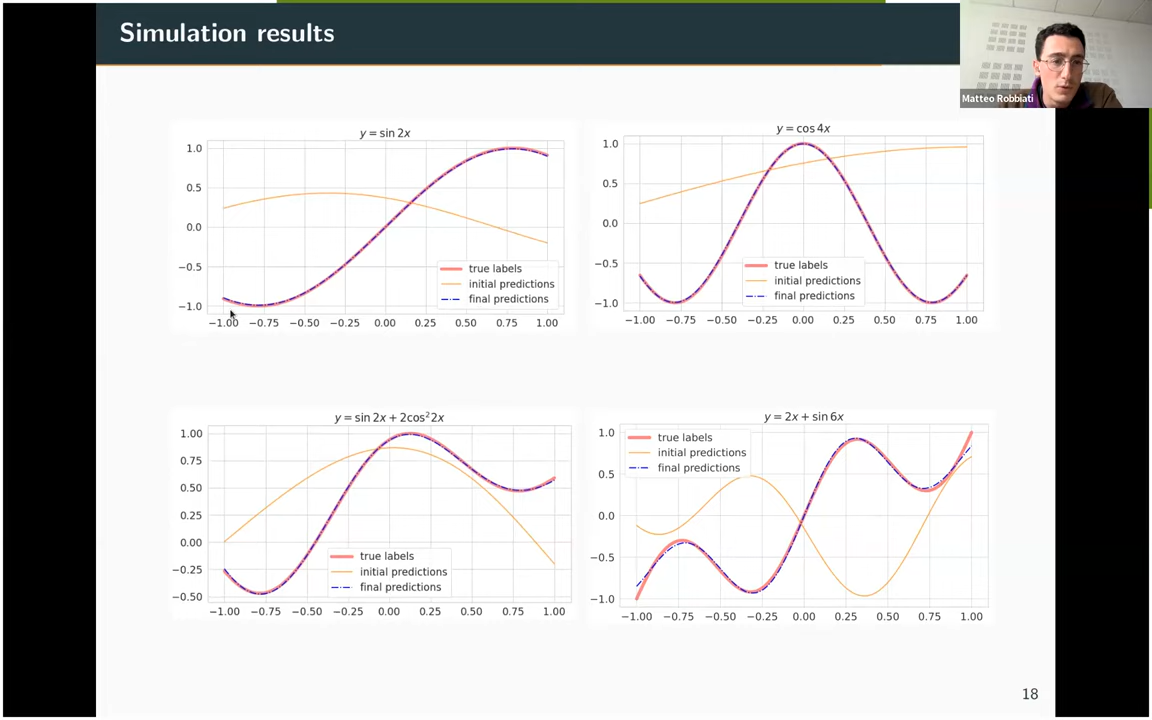 Simulation results
Matteo Robbiati
y = sin 2x
1.0
0.5
0.0
−0.5
−1.0
−1.00 −0.75 −0.50 −0.25 0.00 0.25 0.50 0.75 1.00
true labels
initial predictions
final predictions
y = cos 4x
1.0
0.5
0.0
−0.5
−1.0
−1.00 −0.75 −0.50 −0.25 0.00 0.25 0.50 0.75 1.00
true labels
initial predictions
final predictions
y = sin 2x + 2cos² 2x
1.00
0.75
0.50
0.25
0.00
−0.25
−0.50
−1.00 −0.75 −0.50 −0.25 0.00 0.25 0.50 0.75 1.00
true labels
initial predictions
final predictions
y = 2x + sin 6x
1.0
0.5
0.0
−0.5
−1.0
−1.00 −0.75 −0.50 −0.25 0.00 0.25 0.50 0.75 1.00
true labels
initial predictions
final predictions
18